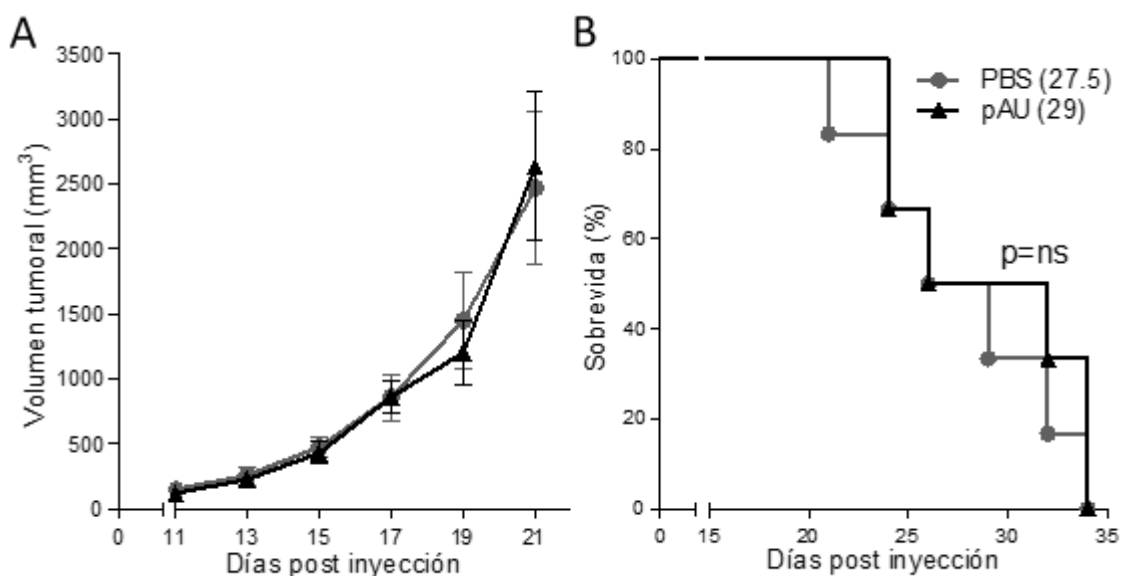 A
Volumen tumoral (mm³)
3500
3000
2500
2000
1500
1000
500
0
0 11 13 15 17 19 21
Días post inyección
B
Sobrevida (%)
100
80
60
40
20
0
PBS (27.5)
pAU (29)
p=ns
0 15 20 25 30 35
Días post inyección